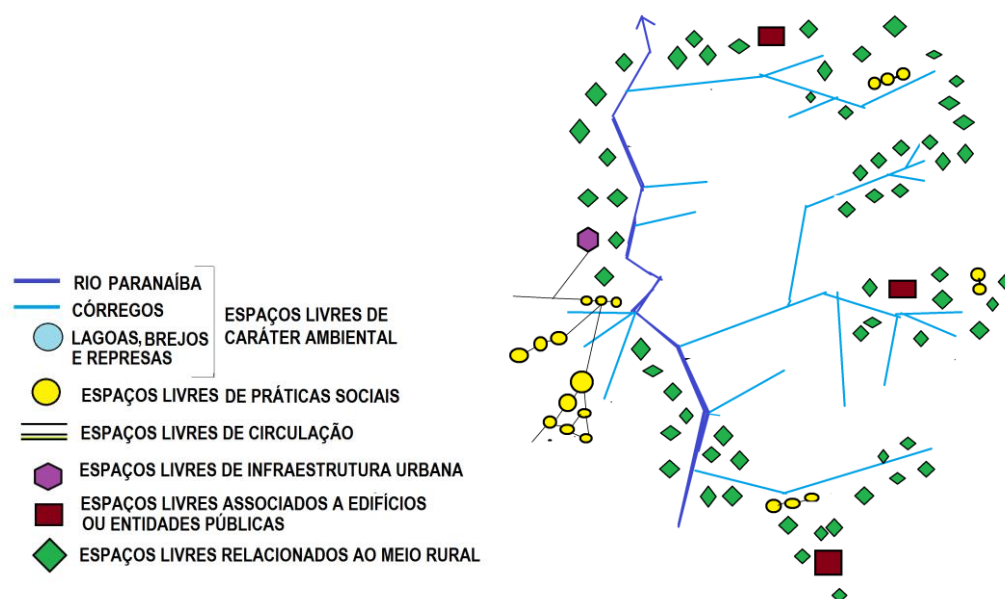 RIO PARANAÍBA
CÓRREGOS
LAGOAS, BREJOS
E REPRESAS
ESPAÇOS LIVRES DE
CARÁTER AMBIENTAL
ESPAÇOS LIVRES DE PRÁTICAS SOCIAIS
ESPAÇOS LIVRES DE CIRCULAÇÃO
ESPAÇOS LIVRES DE INFRAESTRUTURA URBANA
ESPAÇOS LIVRES ASSOCIADOS A EDIFÍCIOS
OU ENTIDADES PÚBLICAS
ESPAÇOS LIVRES RELACIONADOS AO MEIO RURAL